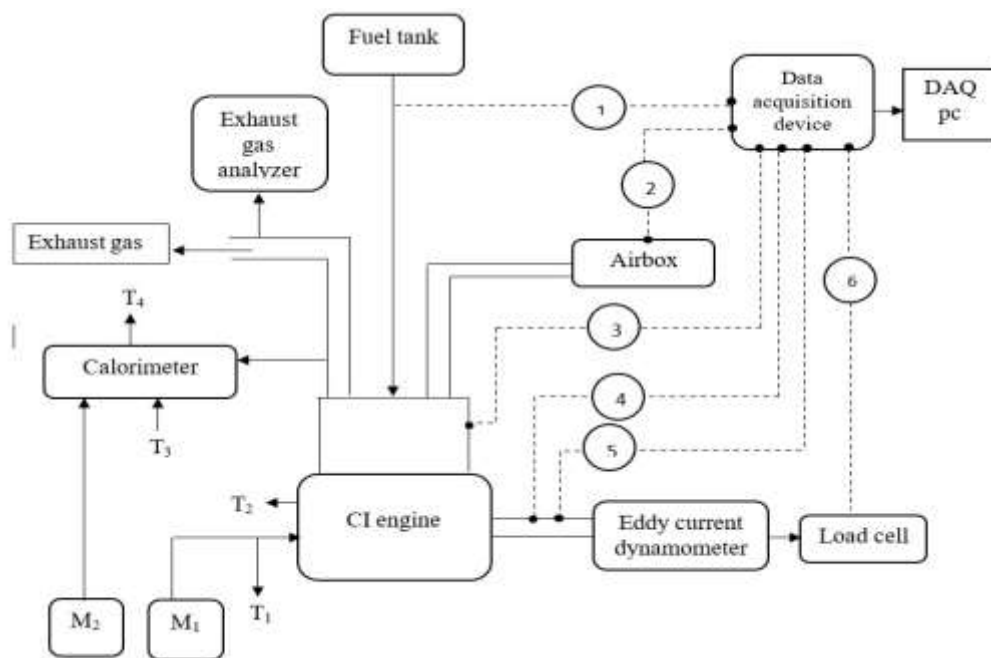 Fuel tank
Data
acquisition
device
DAQ
pc
Exhaust
gas
analyzer
1
2
Exhaust gas
Airbox
6
T4
3
Calorimeter
4
T3
5
T2
CI engine
Eddy current
dynamometer
Load cell
M2
M1
T1